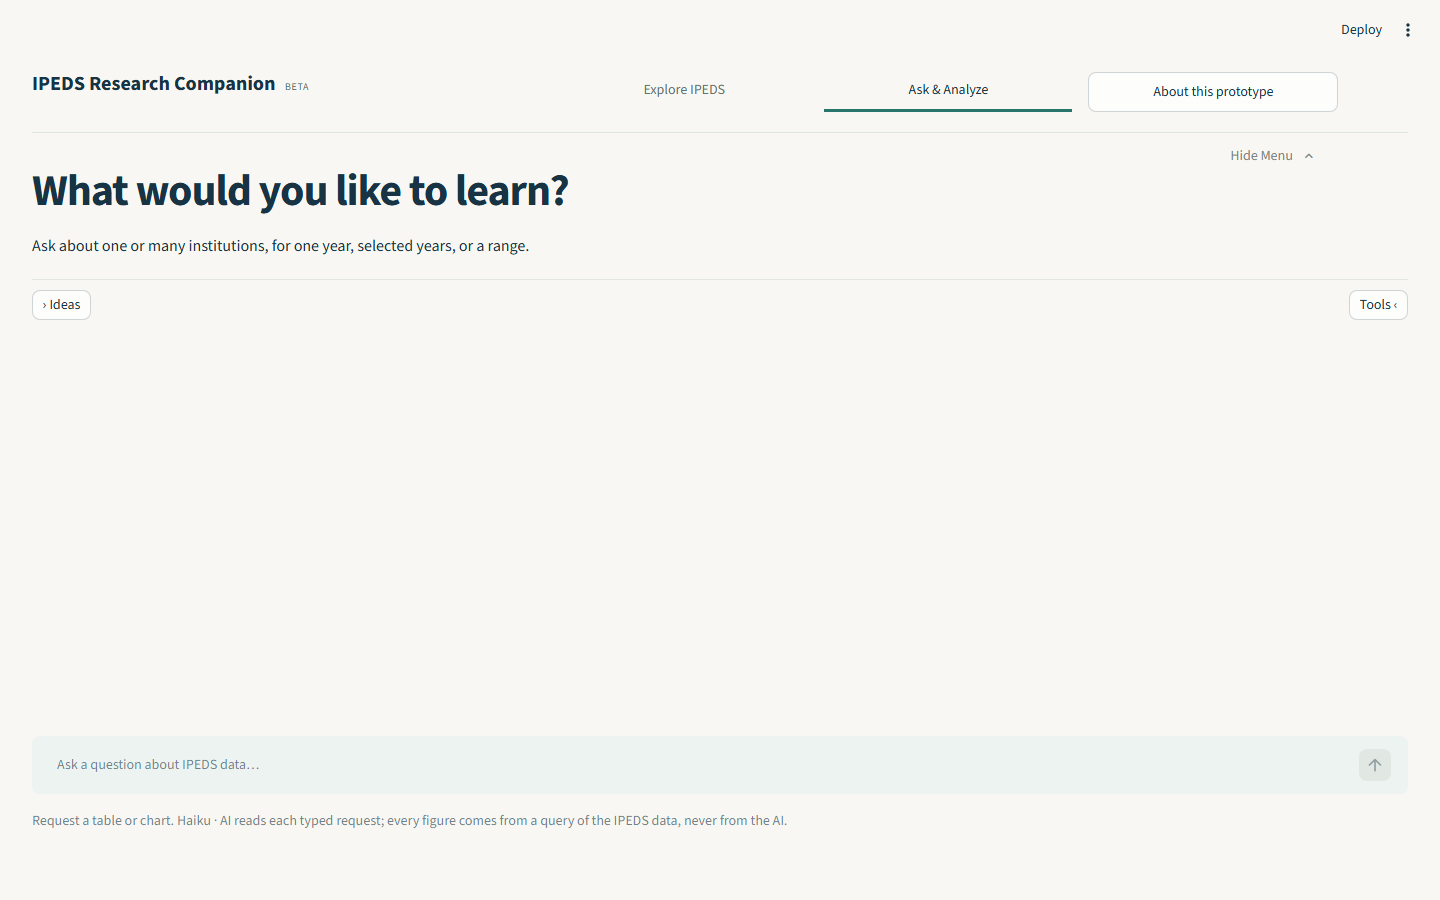 Deploy
IPEDS Research Companion BETA
Explore IPEDS
Ask & Analyze
About this prototype
Hide Menu
What would you like to learn?
Ask about one or many institutions, for one year, selected years, or a range.
› Ideas
Tools ‹
Ask a question about IPEDS data…
Request a table or chart. Haiku · AI reads each typed request; every figure comes from a query of the IPEDS data, never from the AI.